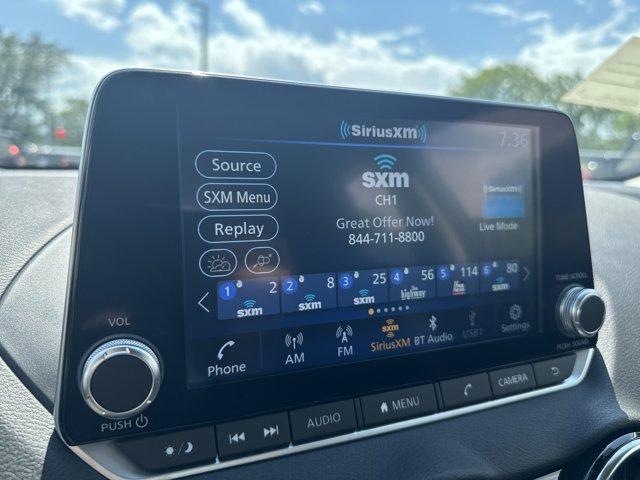 SiriusXM
7:36
Source
SXM Menu
Replay
sxm
CH1
Great Offer Now!
844-711-8800
SiriusXM
Live Mode
1 2 sxm
2 8 sxm
3 25 sxm
4 56 the highway
5 114
6 80 sxm
Phone
AM
FM
SiriusXM
BT Audio
USB1
Settings
VOL
PUSH
AUDIO
MENU
CAMERA
TUNE·SCROLL
PUSH SOUND